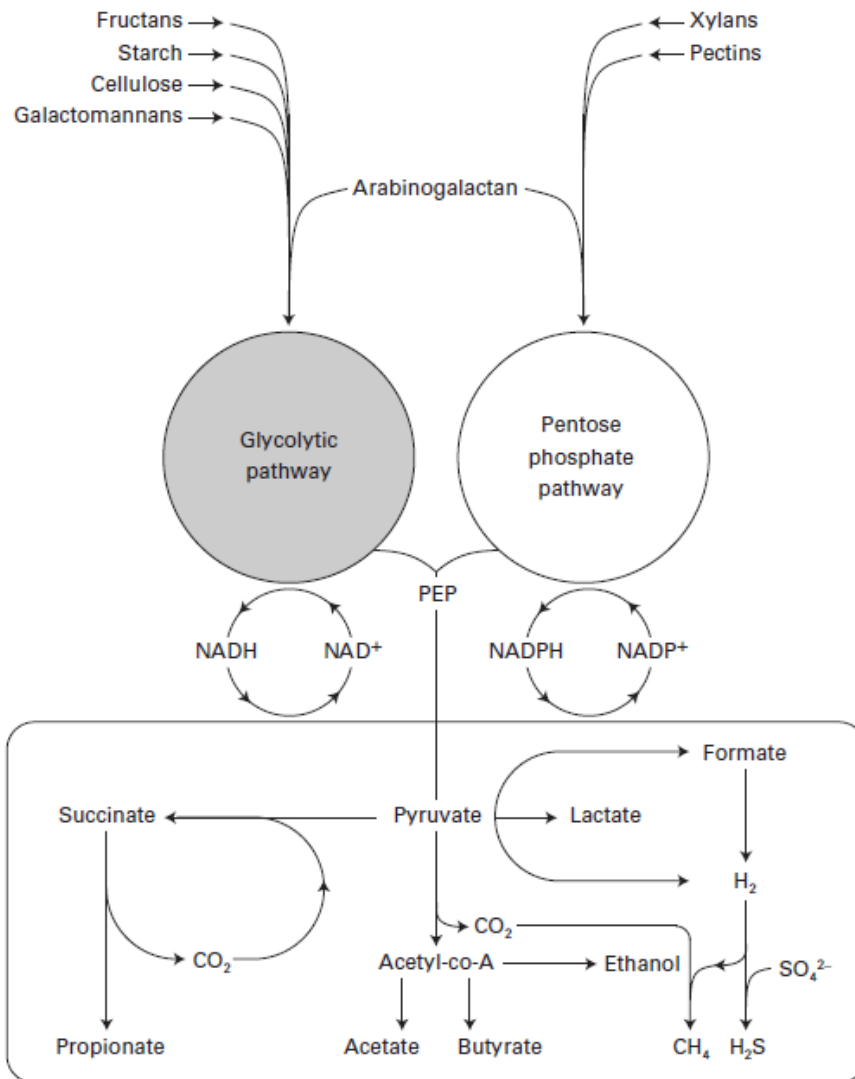 Fructans
Starch
Cellulose
Galactomannans
Xylans
Pectins
Arabinogalactan
Glycolytic
pathway
Pentose
phosphate
pathway
PEP
NADH
NAD⁺
NADPH
NADP⁺
Formate
Succinate
Pyruvate
Lactate
H₂
CO₂
CO₂
Acetyl-co-A
Ethanol
SO₄²⁻
Propionate
Acetate
Butyrate
CH₄
H₂S